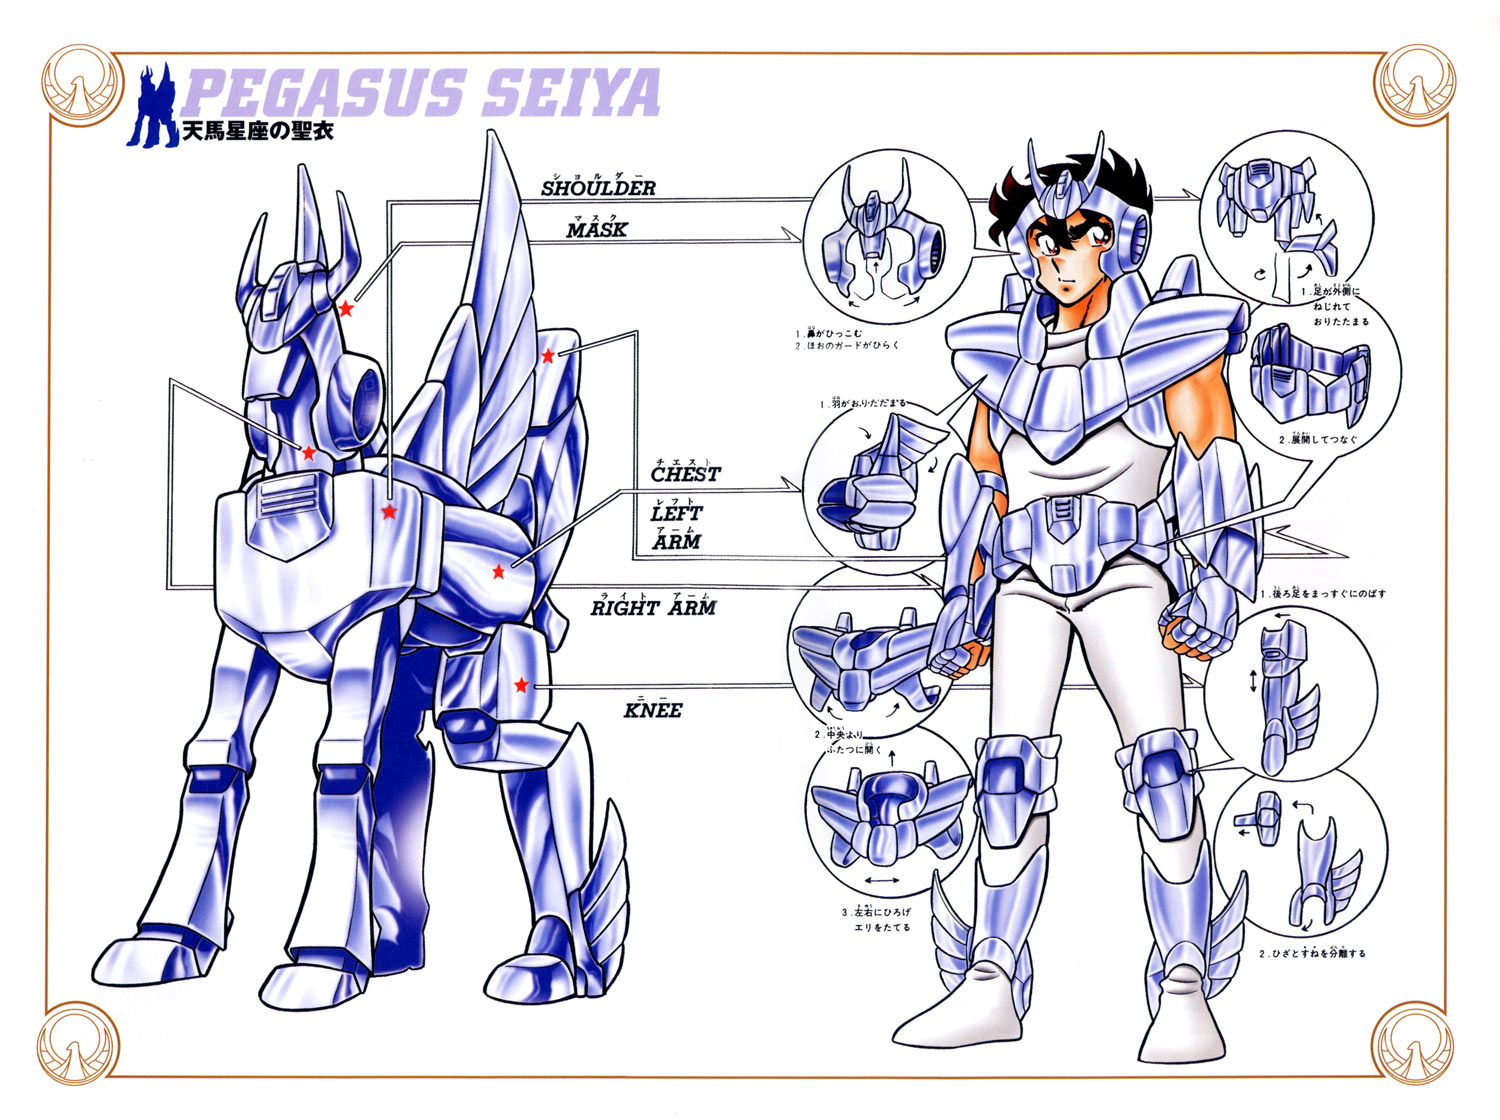 PEGASUS SEIYA
天馬星座の聖衣
ショルダー
SHOULDER
マスク
MASK
1.鼻がひっこむ
2.ほおのガードがひらく
1.足が外側に
ねじれて
おりたたまる
2.展開してつなぐ
1.羽がおりたたまる
チェスト
CHEST
レフト
LEFT
アーム
ARM
ライト アーム
RIGHT ARM
1.後ろ足をまっすぐにのばす
ニー
KNEE
2.中央より
ふたつに開く
3.左右にひろげ
エリをたてる
2.ひざとすねを分離する